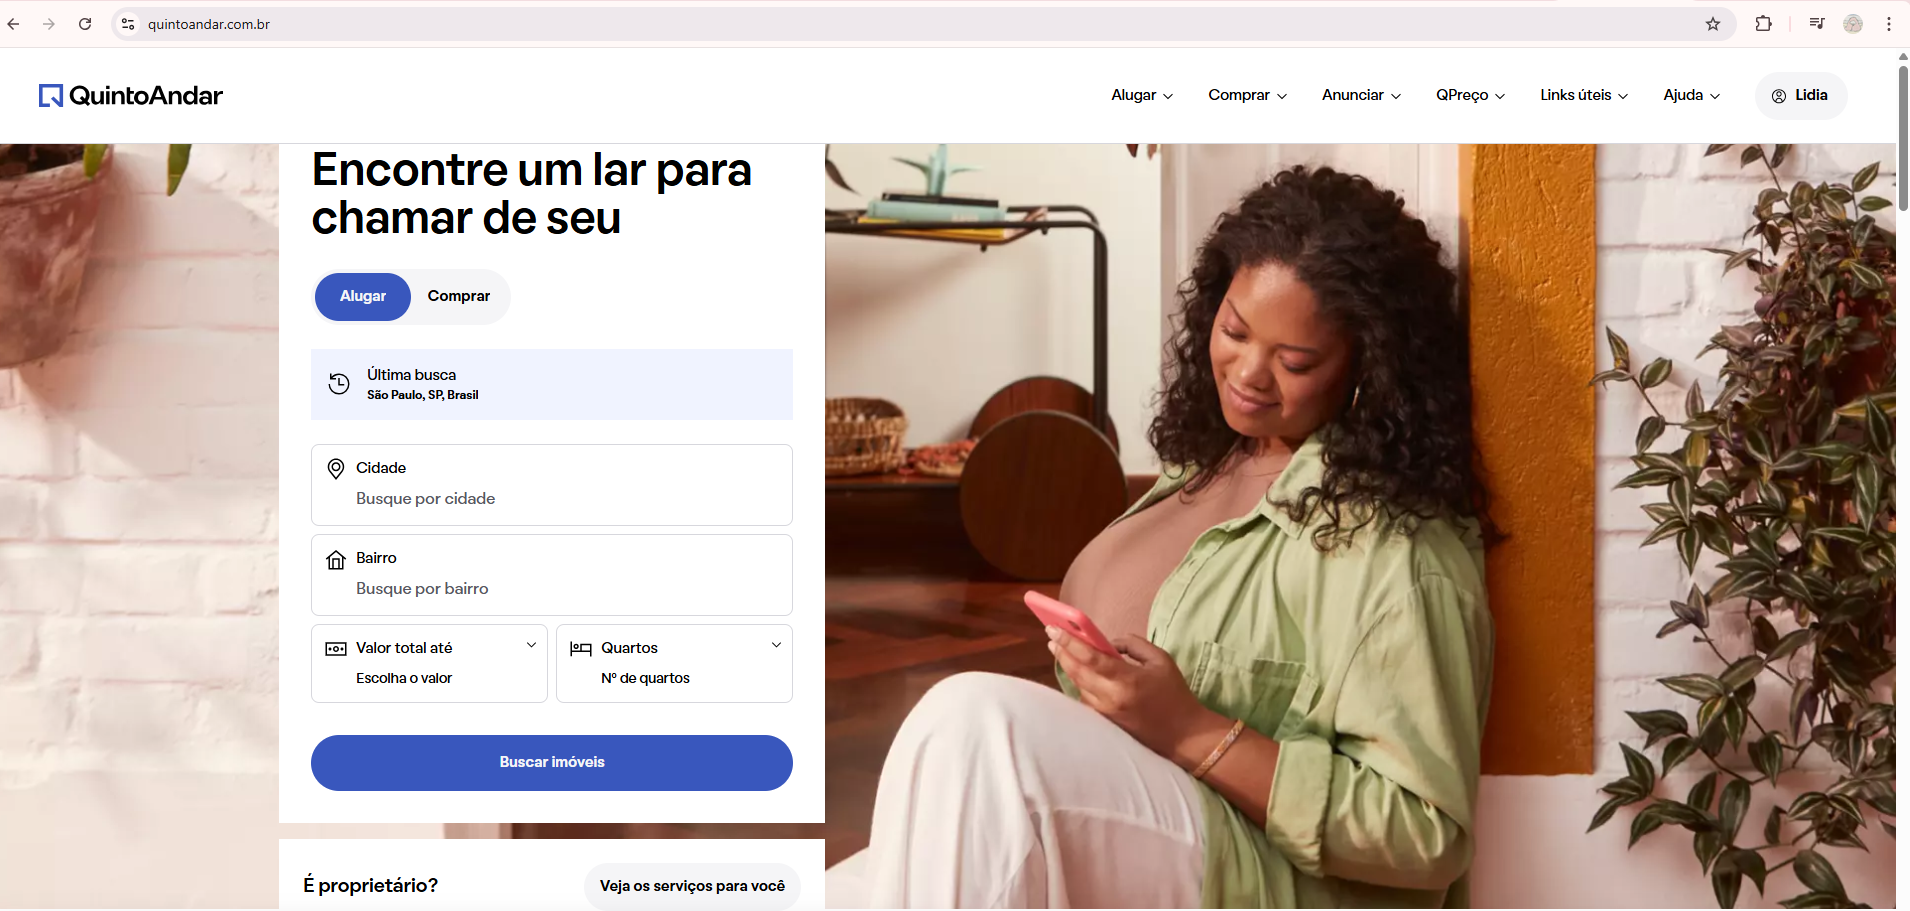 quintoandar.com.br
QuintoAndar
Alugar
Comprar
Anunciar
QPreço
Links úteis
Ajuda
Lidia
Encontre um lar para
chamar de seu
Alugar
Comprar
Última busca
São Paulo, SP, Brasil
Cidade
Busque por cidade
Bairro
Busque por bairro
Valor total até
Escolha o valor
Quartos
Nº de quartos
Buscar imóveis
É proprietário?
Veja os serviços para você